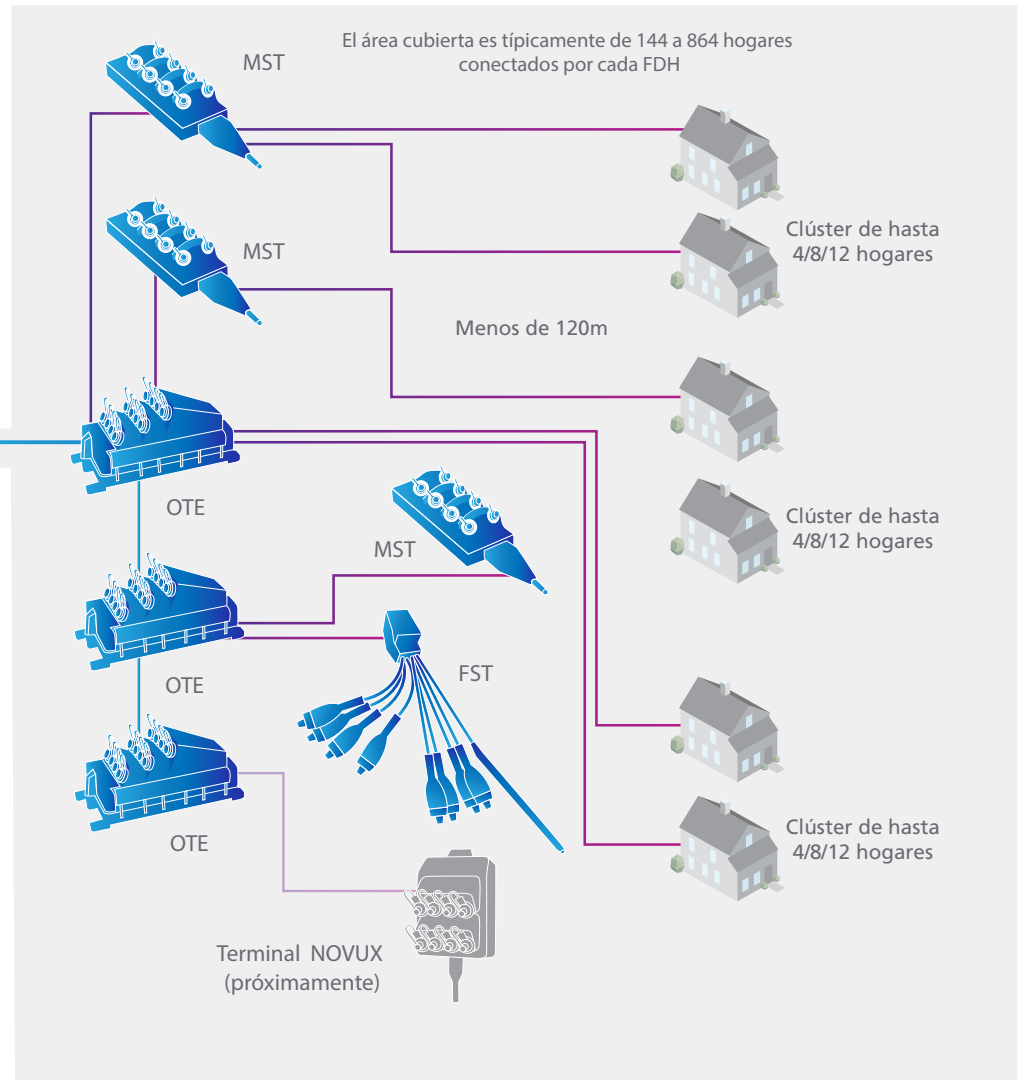 El área cubierta es típicamente de 144 a 864 hogares
conectados por cada FDH
MST
MST
Clúster de hasta
4/8/12 hogares
Menos de 120m
OTE
MST
Clúster de hasta
4/8/12 hogares
OTE
FST
OTE
Clúster de hasta
4/8/12 hogares
Terminal NOVUX
(próximamente)